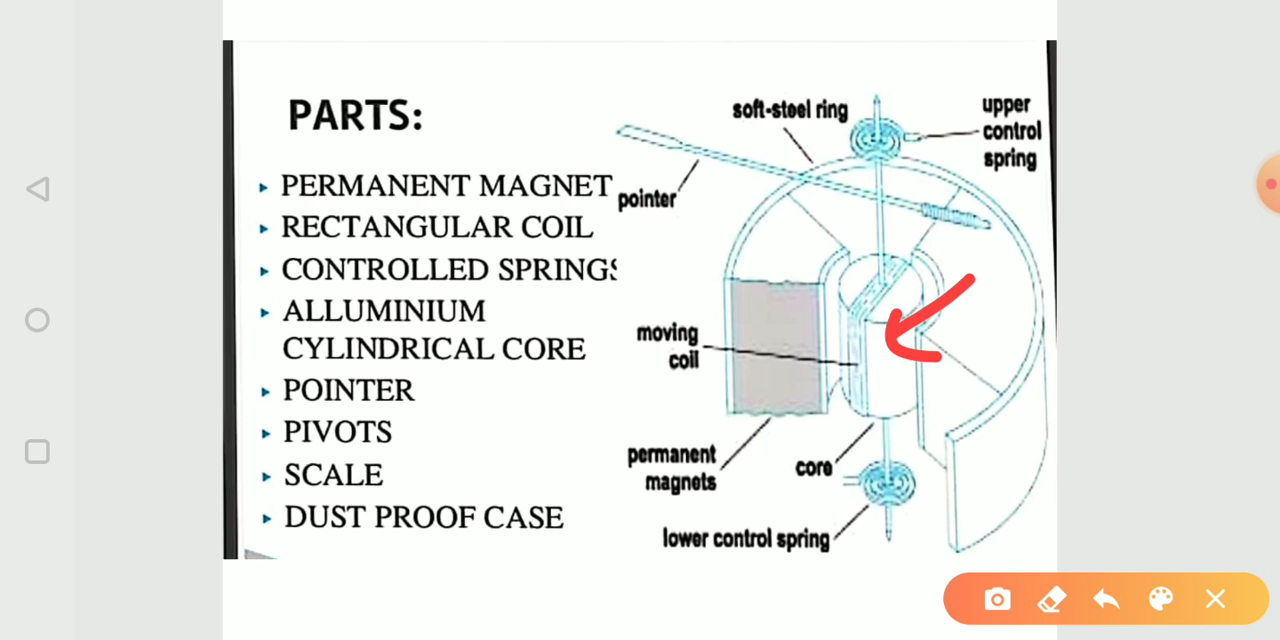 PARTS:
PERMANENT MAGNET
RECTANGULAR COIL
CONTROLLED SPRINGS
ALLUMINIUM
CYLINDRICAL CORE
POINTER
PIVOTS
SCALE
DUST PROOF CASE
soft-steel ring
upper
control
spring
pointer
moving
coil
permanent
magnets
core
lower control spring